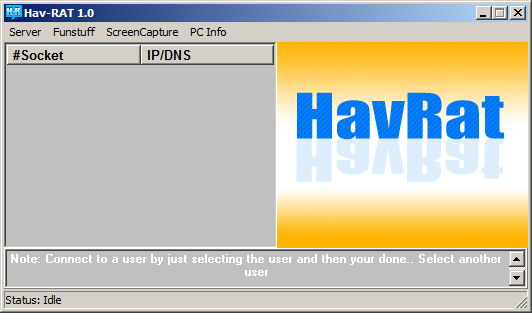 Hav-RAT 1.0
Server Funstuff ScreenCapture PC Info
#Socket IP/DNS
HavRat
Note: Connect to a user by just selecting the user and then your done.. Select another
user
Status: Idle